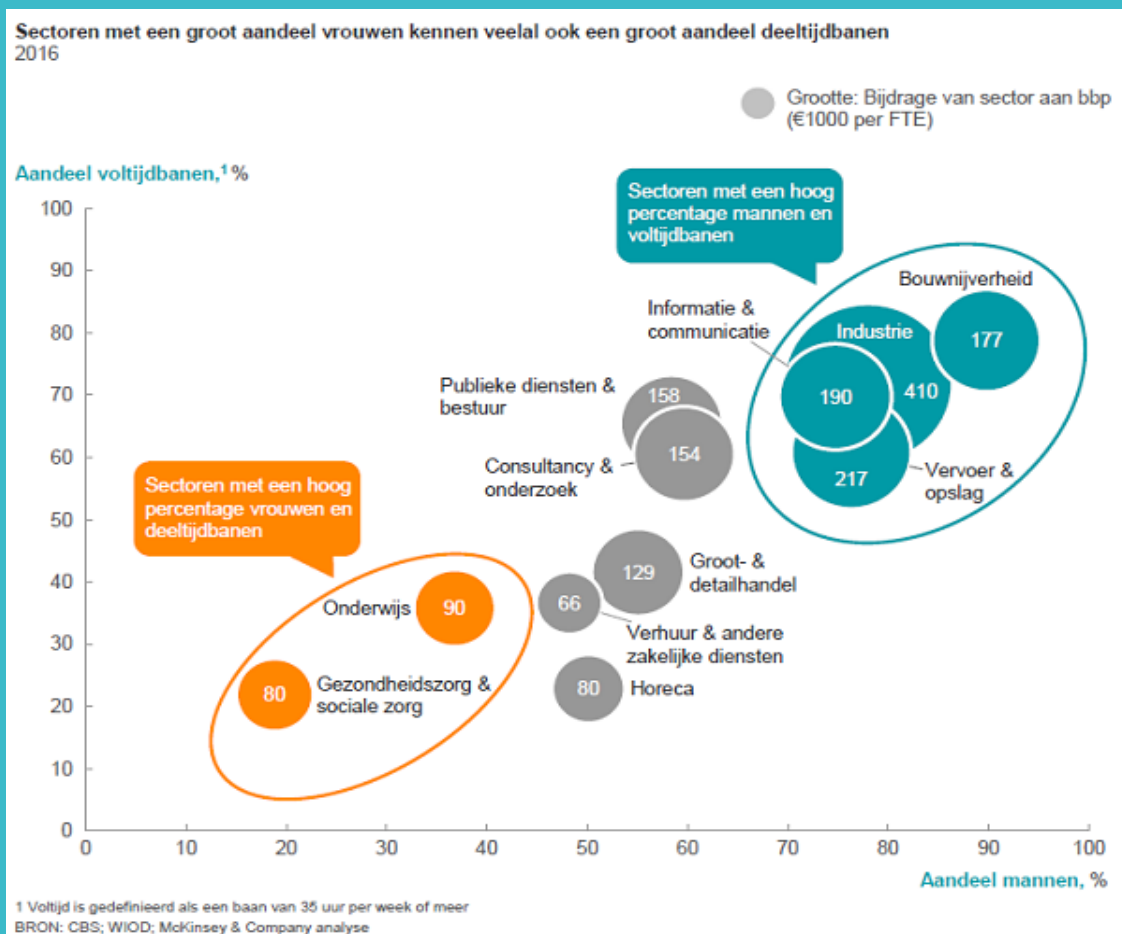 Sectoren met een groot aandeel vrouwen kennen veelal ook een groot aandeel deeltijdbanen
2016
Grootte: Bijdrage van sector aan bbp
(€1000 per FTE)
Aandeel voltijdbanen,¹ %
Sectoren met een hoog
percentage mannen en
voltijdbanen
100
90
80
70
60
50
40
30
20
10
0
Bouwnijverheid
177
Informatie &
communicatie
Industrie
410
190
Publieke diensten &
bestuur
158
Consultancy &
onderzoek
154
217
Vervoer &
opslag
Sectoren met een hoog
percentage vrouwen en
deeltijdbanen
Groot- &
detailhandel
129
Onderwijs
90
66
Verhuur & andere
zakelijke diensten
80
Gezondheidszorg &
sociale zorg
80
Horeca
0
10
20
30
40
50
60
70
80
90
100
Aandeel mannen, %
1 Voltijd is gedefinieerd als een baan van 35 uur per week of meer
BRON: CBS; WIOD; McKinsey & Company analyse